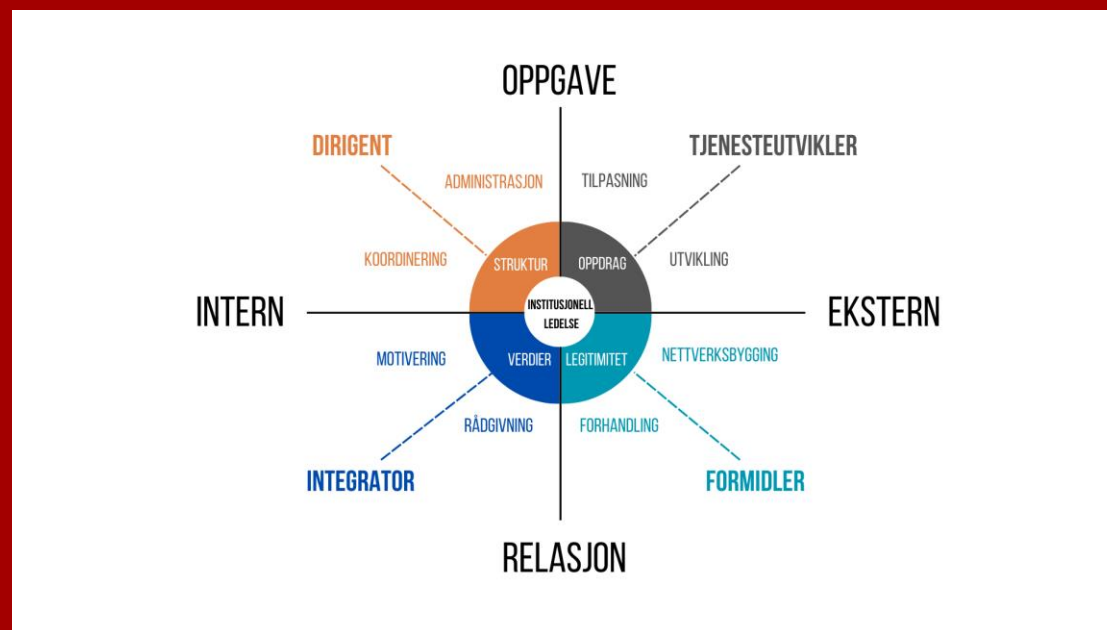 OPPGAVE
DIRIGENT
TJENESTEUTVIKLER
ADMINISTRASJON
TILPASNING
KOORDINERING
STRUKTUR
OPPDRAG
UTVIKLING
INTERN
INSTITUSJONELL
LEDELSE
EKSTERN
MOTIVERING
VERDIER
LEGITIMITET
NETTVERKSBYGGING
RÅDGIVNING
FORHANDLING
INTEGRATOR
FORMIDLER
RELASJON